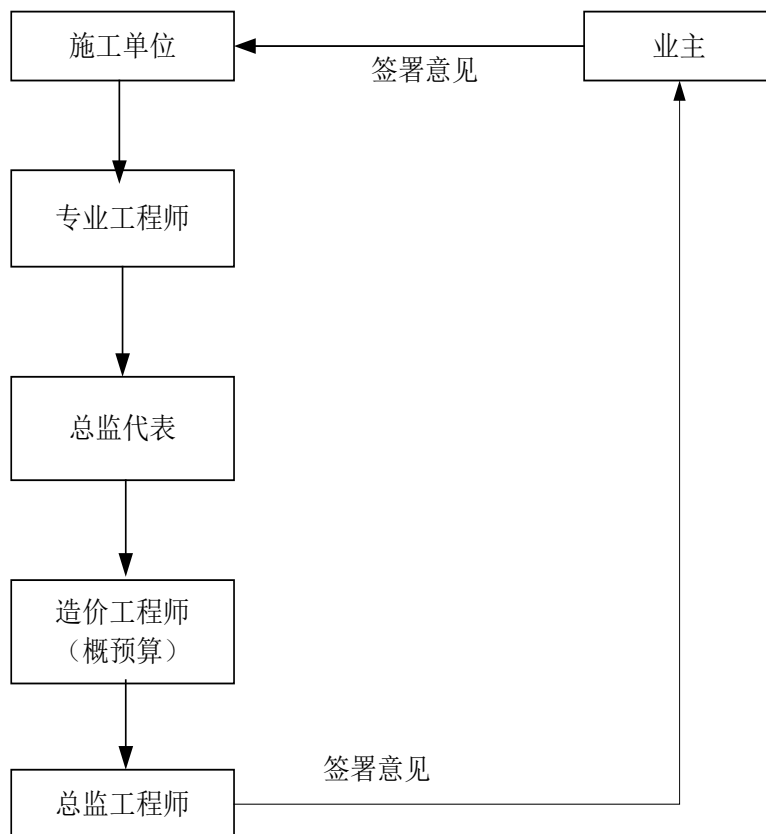 施工单位
业主
签署意见
专业工程师
总监代表
造价工程师
（概预算）
签署意见
总监工程师